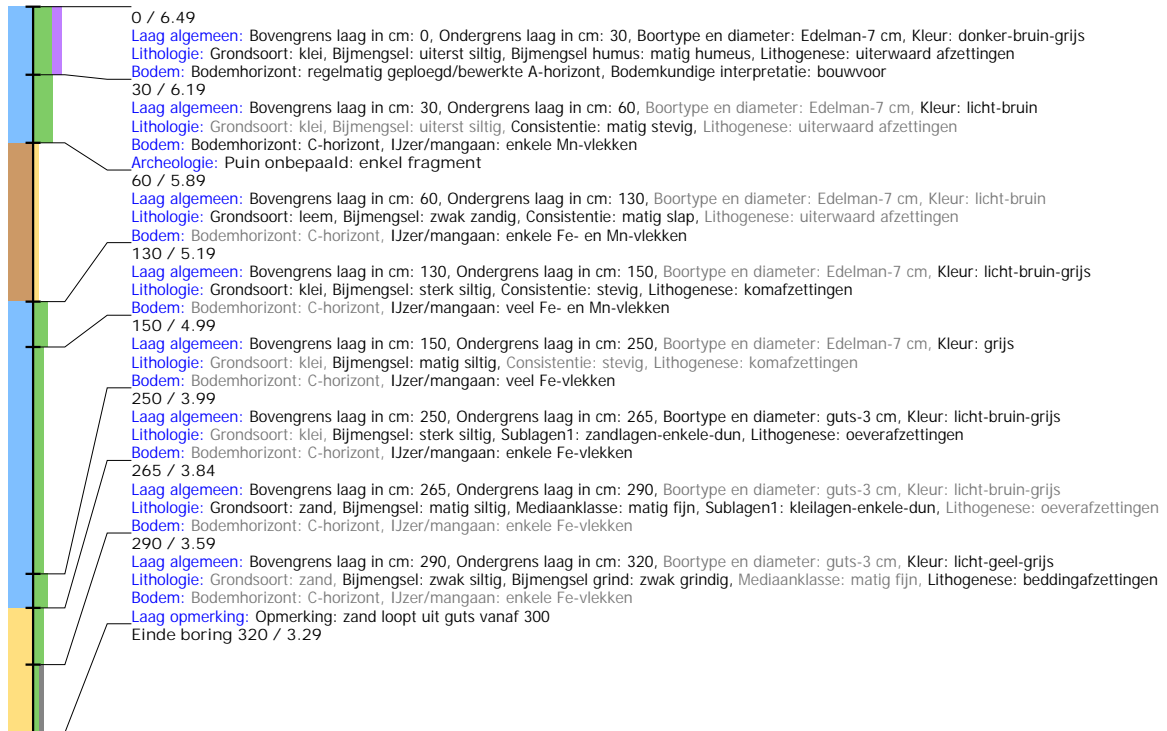 0 / 6.49
Laag algemeen: Bovengrens laag in cm: 0, Ondergrens laag in cm: 30, Boortype en diameter: Edelman-7 cm, Kleur: donker-bruin-grijs
Lithologie: Grondsoort: klei, Bijmengsel: uiterst siltig, Bijmengsel humus: matig humeus, Lithogenese: uiterwaard afzettingen
Bodem: Bodemhorizont: regelmatig geploegd/bewerkte A-horizont, Bodemkundige interpretatie: bouwvoor
30 / 6.19
Laag algemeen: Bovengrens laag in cm: 30, Ondergrens laag in cm: 60, Boortype en diameter: Edelman-7 cm, Kleur: licht-bruin
Lithologie: Grondsoort: klei, Bijmengsel: uiterst siltig, Consistentie: matig stevig, Lithogenese: uiterwaard afzettingen
Bodem: Bodemhorizont: C-horizont, IJzer/mangaan: enkele Mn-vlekken
Archeologie: Puin onbepaald: enkel fragment
60 / 5.89
Laag algemeen: Bovengrens laag in cm: 60, Ondergrens laag in cm: 130, Boortype en diameter: Edelman-7 cm, Kleur: licht-bruin
Lithologie: Grondsoort: leem, Bijmengsel: zwak zandig, Consistentie: matig slap, Lithogenese: uiterwaard afzettingen
Bodem: Bodemhorizont: C-horizont, IJzer/mangaan: enkele Fe- en Mn-vlekken
130 / 5.19
Laag algemeen: Bovengrens laag in cm: 130, Ondergrens laag in cm: 150, Boortype en diameter: Edelman-7 cm, Kleur: licht-bruin-grijs
Lithologie: Grondsoort: klei, Bijmengsel: sterk siltig, Consistentie: stevig, Lithogenese: komafzettingen
Bodem: Bodemhorizont: C-horizont, IJzer/mangaan: veel Fe- en Mn-vlekken
150 / 4.99
Laag algemeen: Bovengrens laag in cm: 150, Ondergrens laag in cm: 250, Boortype en diameter: Edelman-7 cm, Kleur: grijs
Lithologie: Grondsoort: klei, Bijmengsel: matig siltig, Consistentie: stevig, Lithogenese: komafzettingen
Bodem: Bodemhorizont: C-horizont, IJzer/mangaan: veel Fe-vlekken
250 / 3.99
Laag algemeen: Bovengrens laag in cm: 250, Ondergrens laag in cm: 265, Boortype en diameter: guts-3 cm, Kleur: licht-bruin-grijs
Lithologie: Grondsoort: klei, Bijmengsel: sterk siltig, Sublagen1: zandlagen-enkele-dun, Lithogenese: oeverafzettingen
Bodem: Bodemhorizont: C-horizont, IJzer/mangaan: enkele Fe-vlekken
265 / 3.84
Laag algemeen: Bovengrens laag in cm: 265, Ondergrens laag in cm: 290, Boortype en diameter: guts-3 cm, Kleur: licht-bruin-grijs
Lithologie: Grondsoort: zand, Bijmengsel: matig siltig, Mediaanklasse: matig fijn, Sublagen1: kleilagen-enkele-dun, Lithogenese: oeverafzettingen
Bodem: Bodemhorizont: C-horizont, IJzer/mangaan: enkele Fe-vlekken
290 / 3.59
Laag algemeen: Bovengrens laag in cm: 290, Ondergrens laag in cm: 320, Boortype en diameter: guts-3 cm, Kleur: licht-geel-grijs
Lithologie: Grondsoort: zand, Bijmengsel: zwak siltig, Bijmengsel grind: zwak grindig, Mediaanklasse: matig fijn, Lithogenese: beddingafzettingen
Bodem: Bodemhorizont: C-horizont, IJzer/mangaan: enkele Fe-vlekken
Laag opmerking: Opmerking: zand loopt uit guts vanaf 300
Einde boring 320 / 3.29